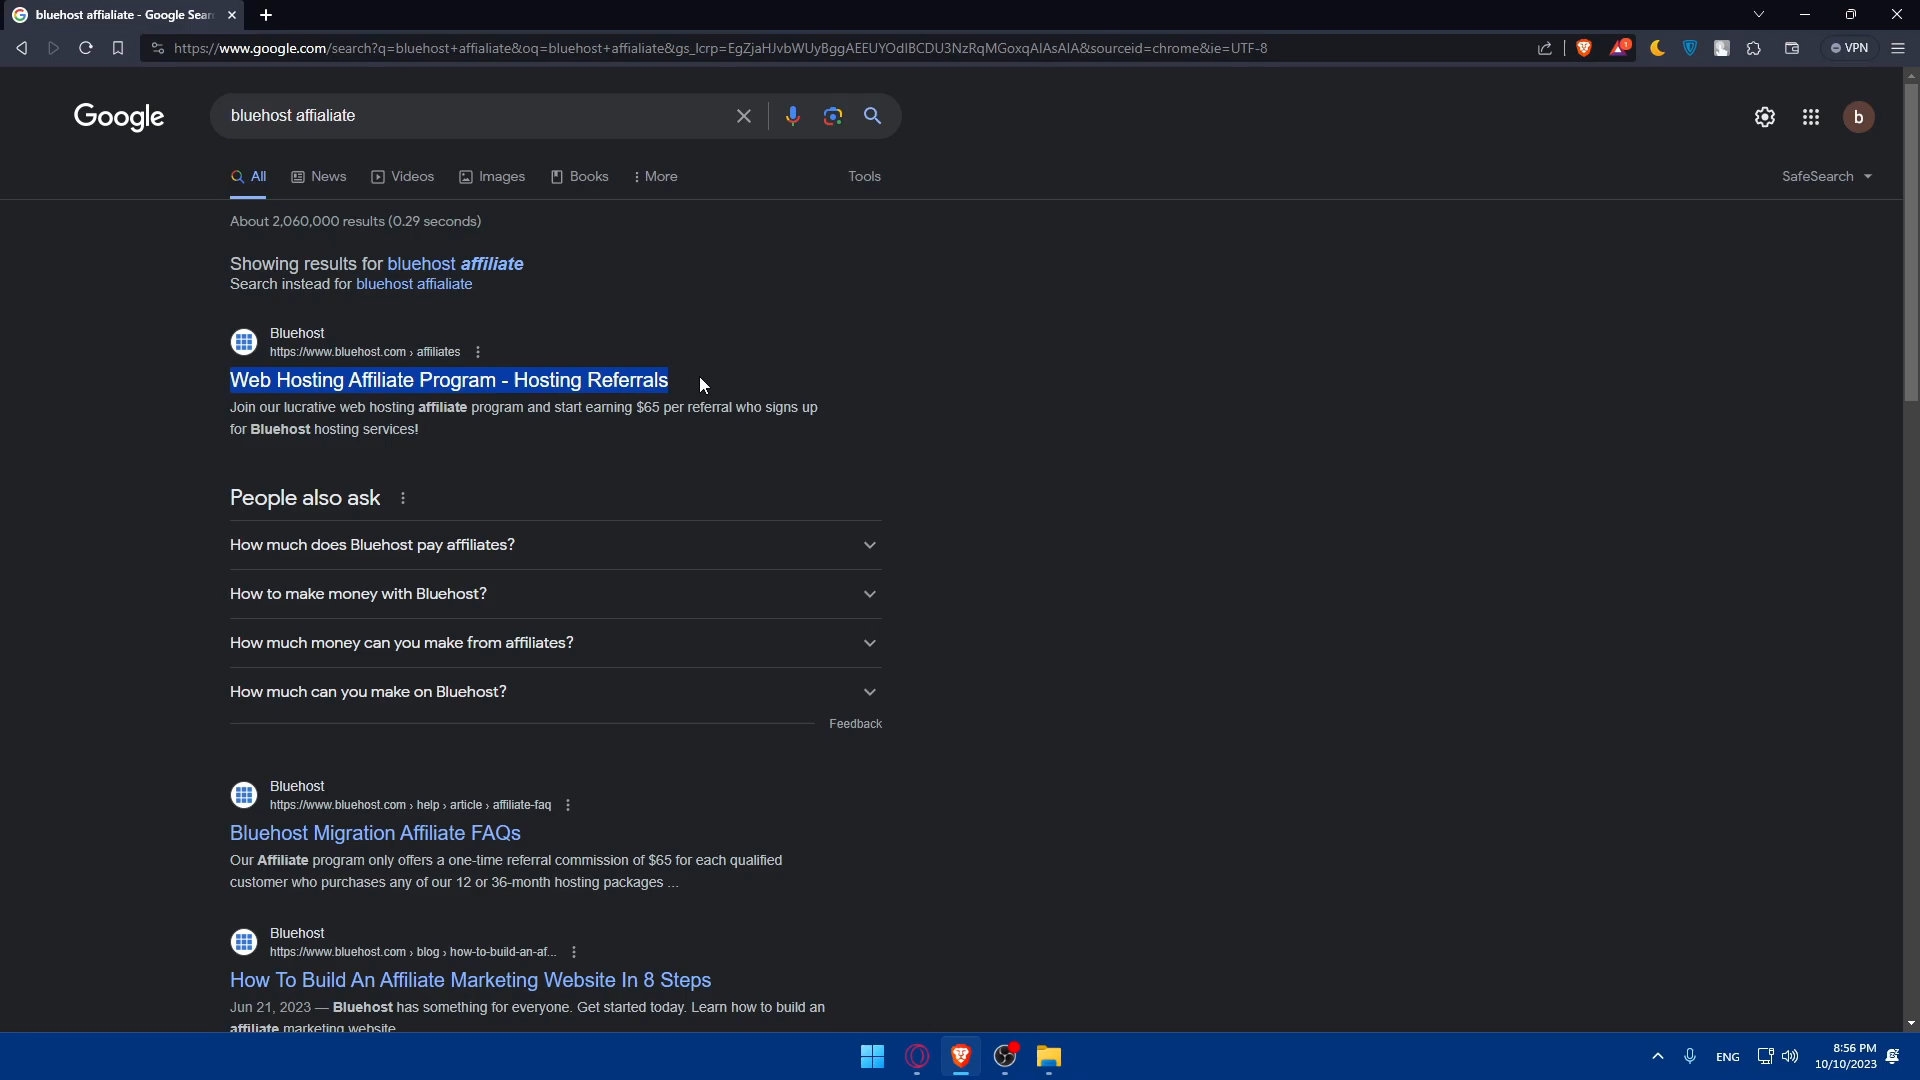 bluehost affialiate - Google Sear
https://www.google.com/search?q=bluehost+affialiate&oq=bluehost+affialiate&gs_lcrp=EgZjaHJvbWUyBggAEEUYOdIBCDU3NzRqMGoxqAIAsAIA&sourceid=chrome&ie=UTF-8
1
VPN
Google
bluehost affialiate
b
All
News
Videos
Images
Books
More
Tools
SafeSearch
About 2,060,000 results (0.29 seconds)
Showing results for bluehost affiliate
Search instead for bluehost affialiate
Bluehost
https://www.bluehost.com › affiliates
Web Hosting Affiliate Program - Hosting Referrals
Join our lucrative web hosting affiliate program and start earning $65 per referral who signs up
for Bluehost hosting services!
People also ask
How much does Bluehost pay affiliates?
How to make money with Bluehost?
How much money can you make from affiliates?
How much can you make on Bluehost?
Feedback
Bluehost
https://www.bluehost.com › help › article › affiliate-faq
Bluehost Migration Affiliate FAQs
Our Affiliate program only offers a one-time referral commission of $65 for each qualified
customer who purchases any of our 12 or 36-month hosting packages ...
Bluehost
https://www.bluehost.com › blog › how-to-build-an-af...
How To Build An Affiliate Marketing Website In 8 Steps
Jun 21, 2023 — Bluehost has something for everyone. Get started today. Learn how to build an
affiliate marketing website
ENG
8:56 PM
10/10/2023